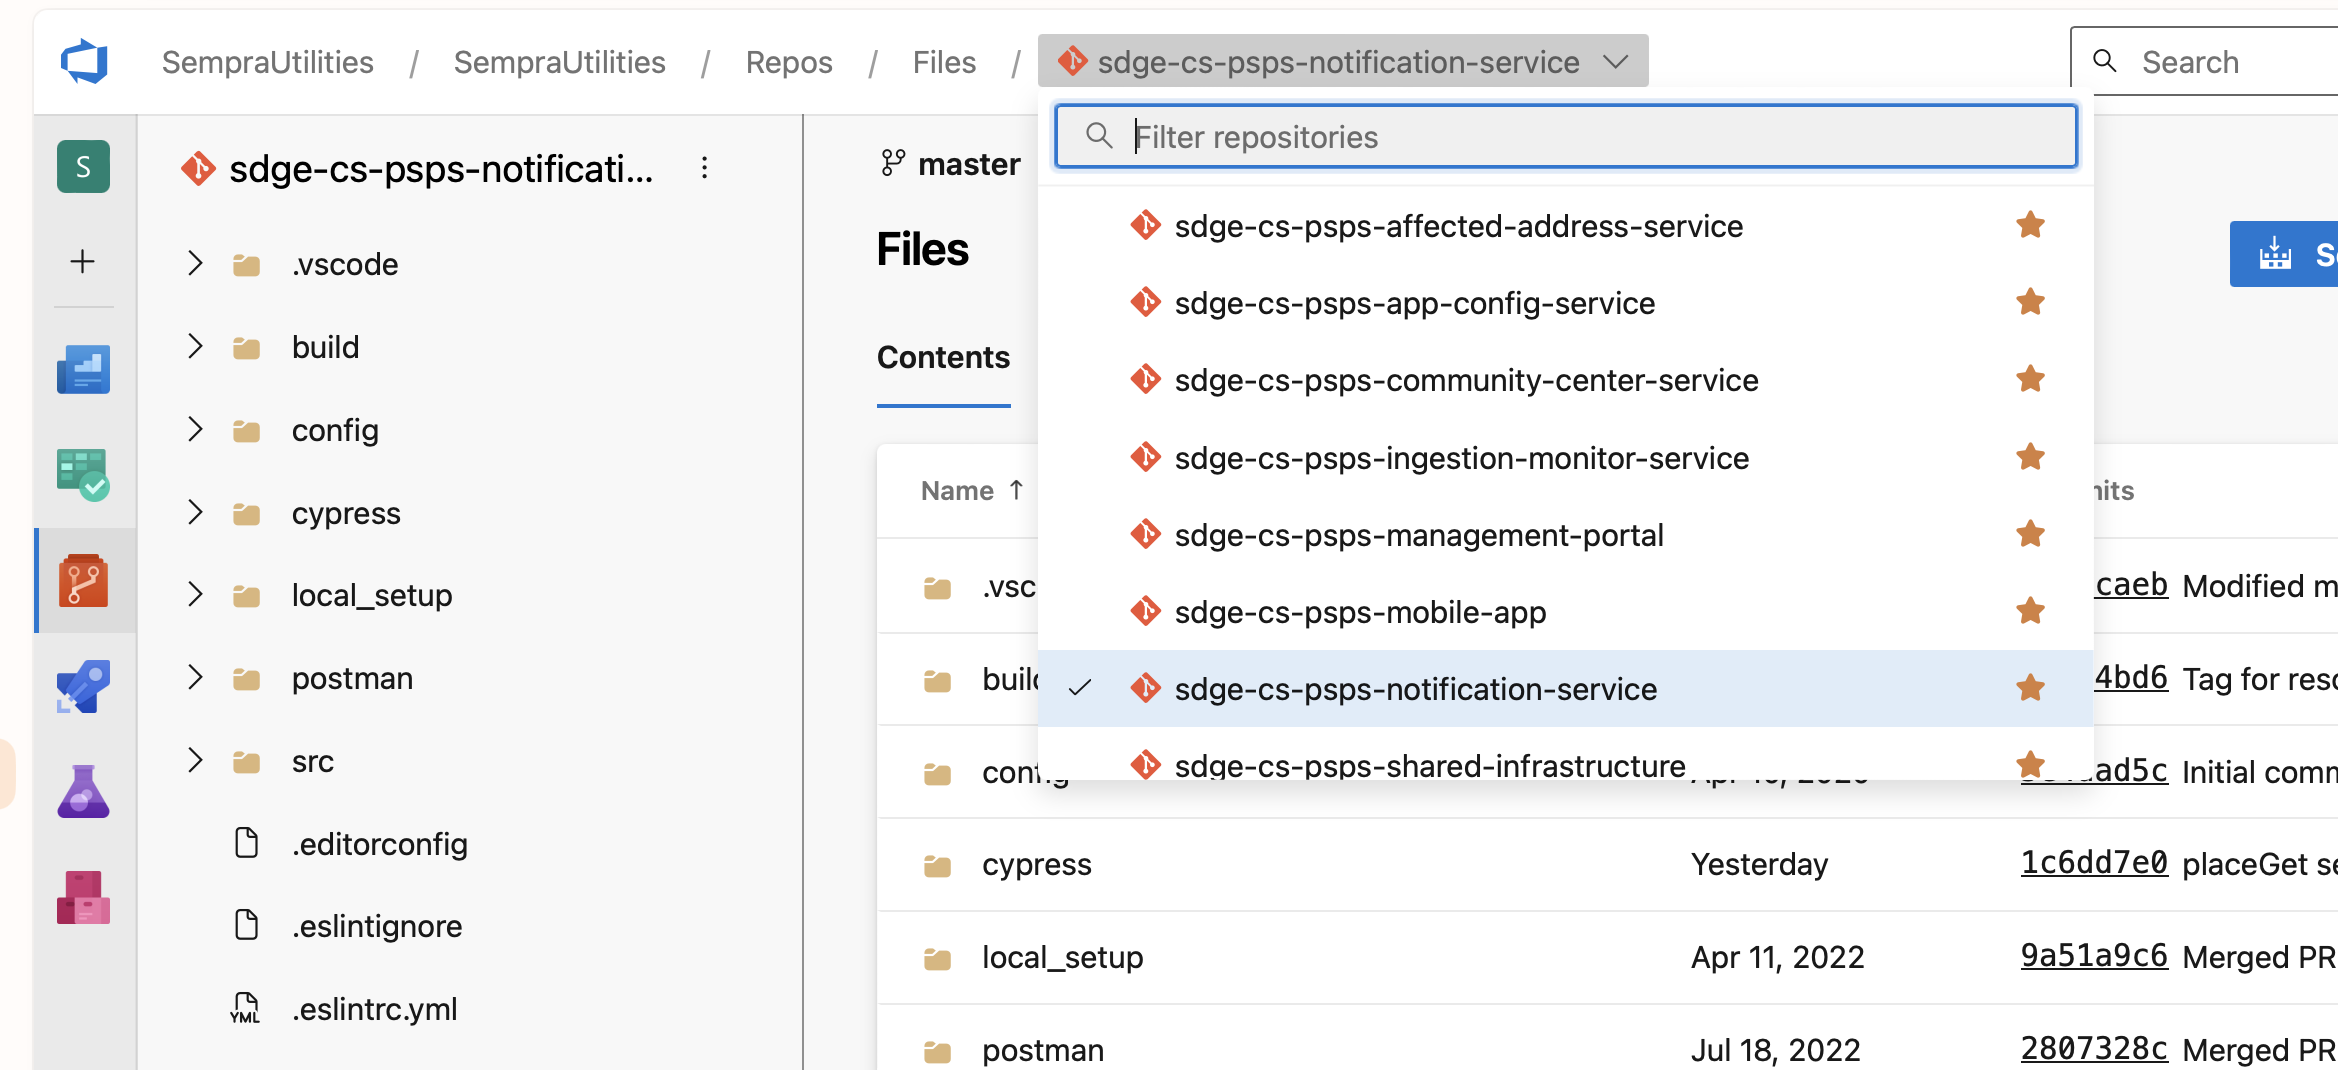 SempraUtilities / SempraUtilities / Repos / Files / sdge-cs-psps-notification-service
Search
S
sdge-cs-psps-notificati...
.vscode
build
config
cypress
local_setup
postman
src
.editorconfig
.eslintignore
YML .eslintrc.yml
master
Files
Contents
Filter repositories
sdge-cs-psps-affected-address-service
sdge-cs-psps-app-config-service
sdge-cs-psps-community-center-service
sdge-cs-psps-ingestion-monitor-service
sdge-cs-psps-management-portal
sdge-cs-psps-mobile-app
sdge-cs-psps-notification-service
sdge-cs-psps-shared-infrastructure
Name ↑
.vsc caeb Modified m
build 4bd6 Tag for reso
config ad5c Initial comm
cypress Yesterday 1c6dd7e0 placeGet se
local_setup Apr 11, 2022 9a51a9c6 Merged PR
postman Jul 18, 2022 2807328c Merged PR